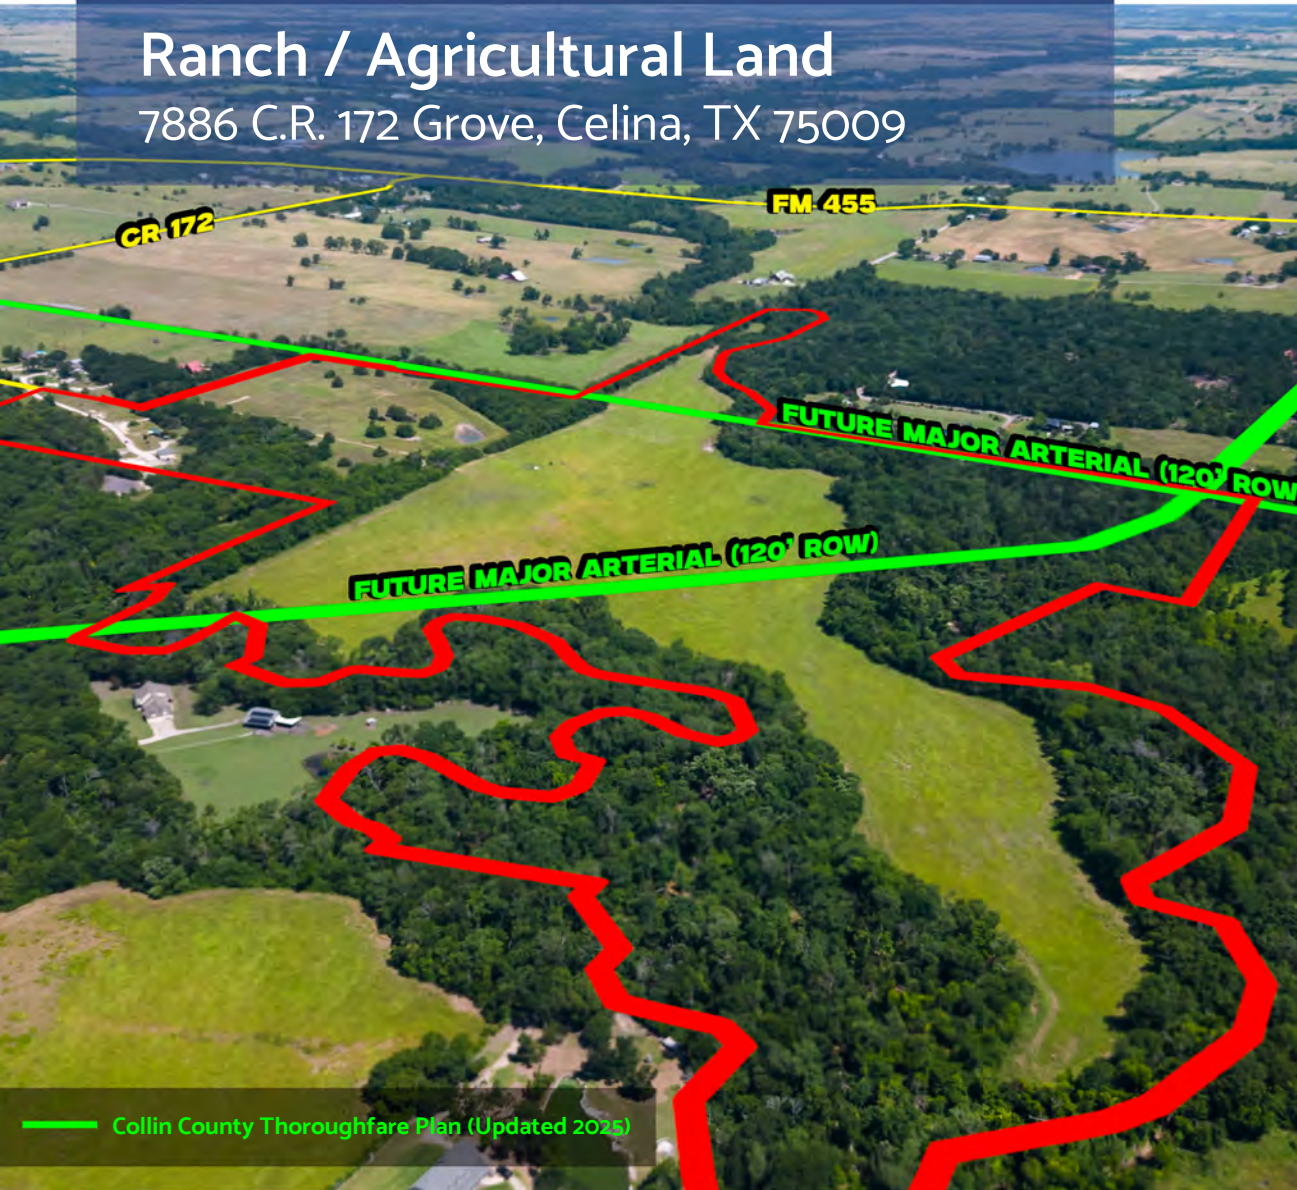 Ranch / Agricultural Land
7886 C.R. 172 Grove, Celina, TX 75009
FM 455
CR 172
FUTURE MAJOR ARTERIAL (120' ROW
FUTURE MAJOR ARTERIAL (120' ROW)
Collin County Thoroughfare Plan (Updated 2025)